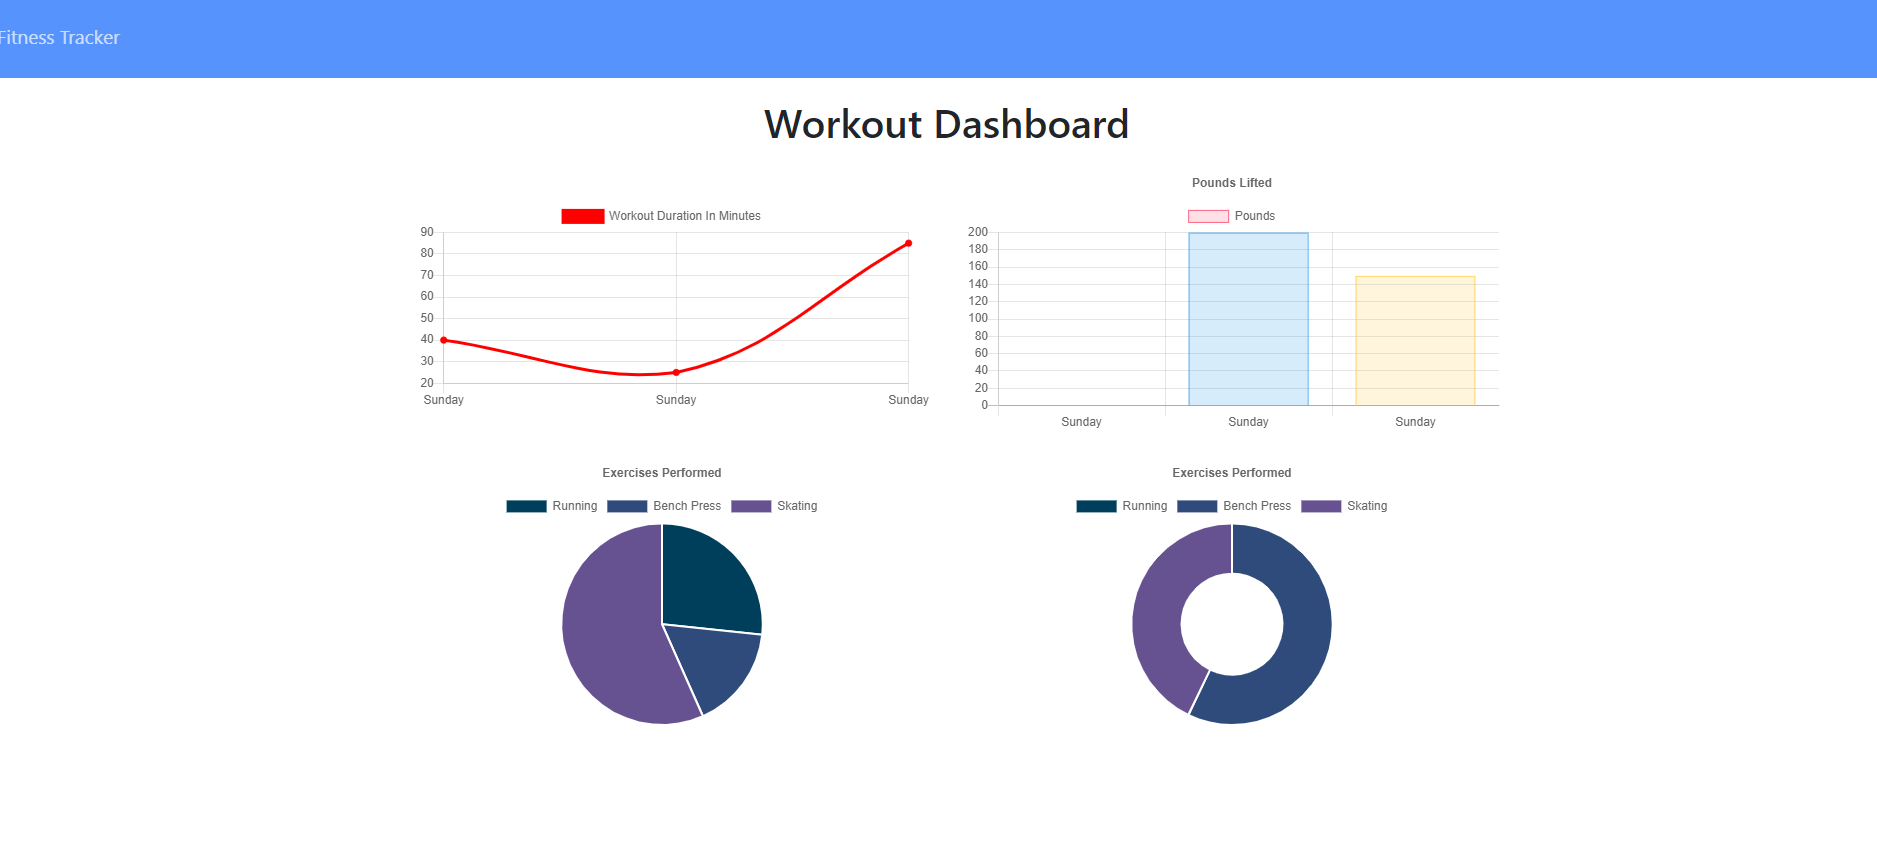 Fitness Tracker
Workout Dashboard
Workout Duration In Minutes
90
80
70
60
50
40
30
20
Sunday Sunday Sunday
Pounds Lifted
Pounds
200
180
160
140
120
100
80
60
40
20
0
Sunday Sunday Sunday
Exercises Performed
Running Bench Press Skating
Exercises Performed
Running Bench Press Skating